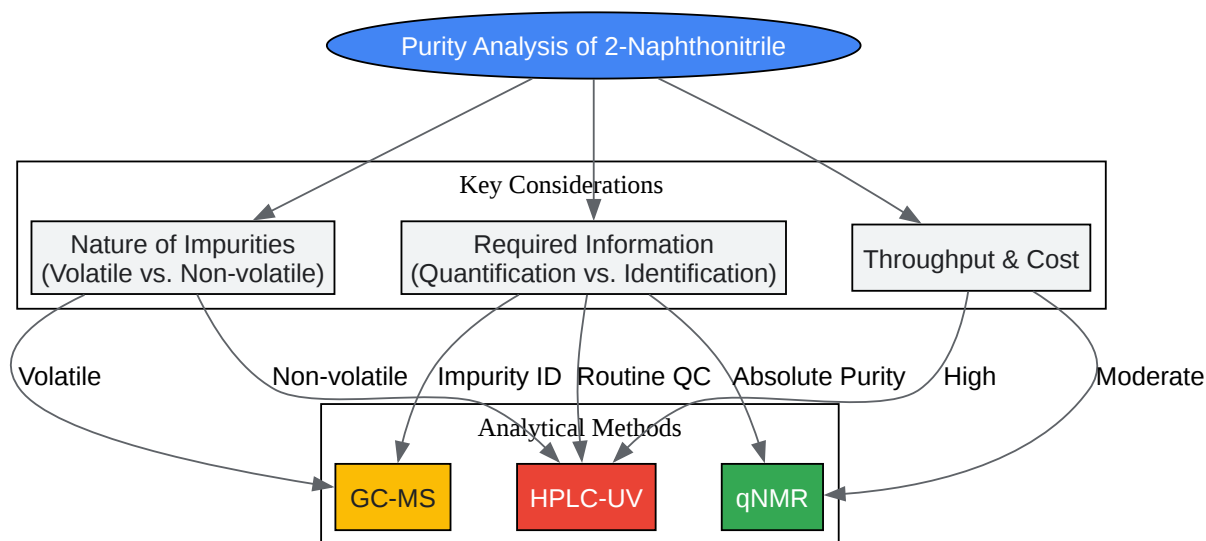 Purity Analysis of 2-Naphthonitrile
Key Considerations
Nature of Impurities
(Volatile vs. Non-volatile)
Required Information
(Quantification vs. Identification)
Throughput & Cost
Volatile
Non-volatile
Impurity ID
Routine QC
Absolute Purity
High
Moderate
Analytical Methods
GC-MS
HPLC-UV
qNMR